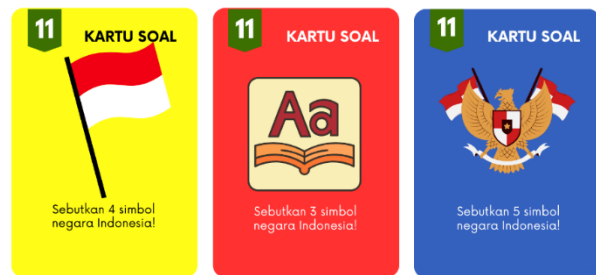 11
KARTU SOAL
Sebutkan 4 simbol
negara Indonesia!
11
KARTU SOAL
Aa
Sebutkan 3 simbol
negara Indonesia!
11
KARTU SOAL
Sebutkan 5 simbol
negara Indonesia!